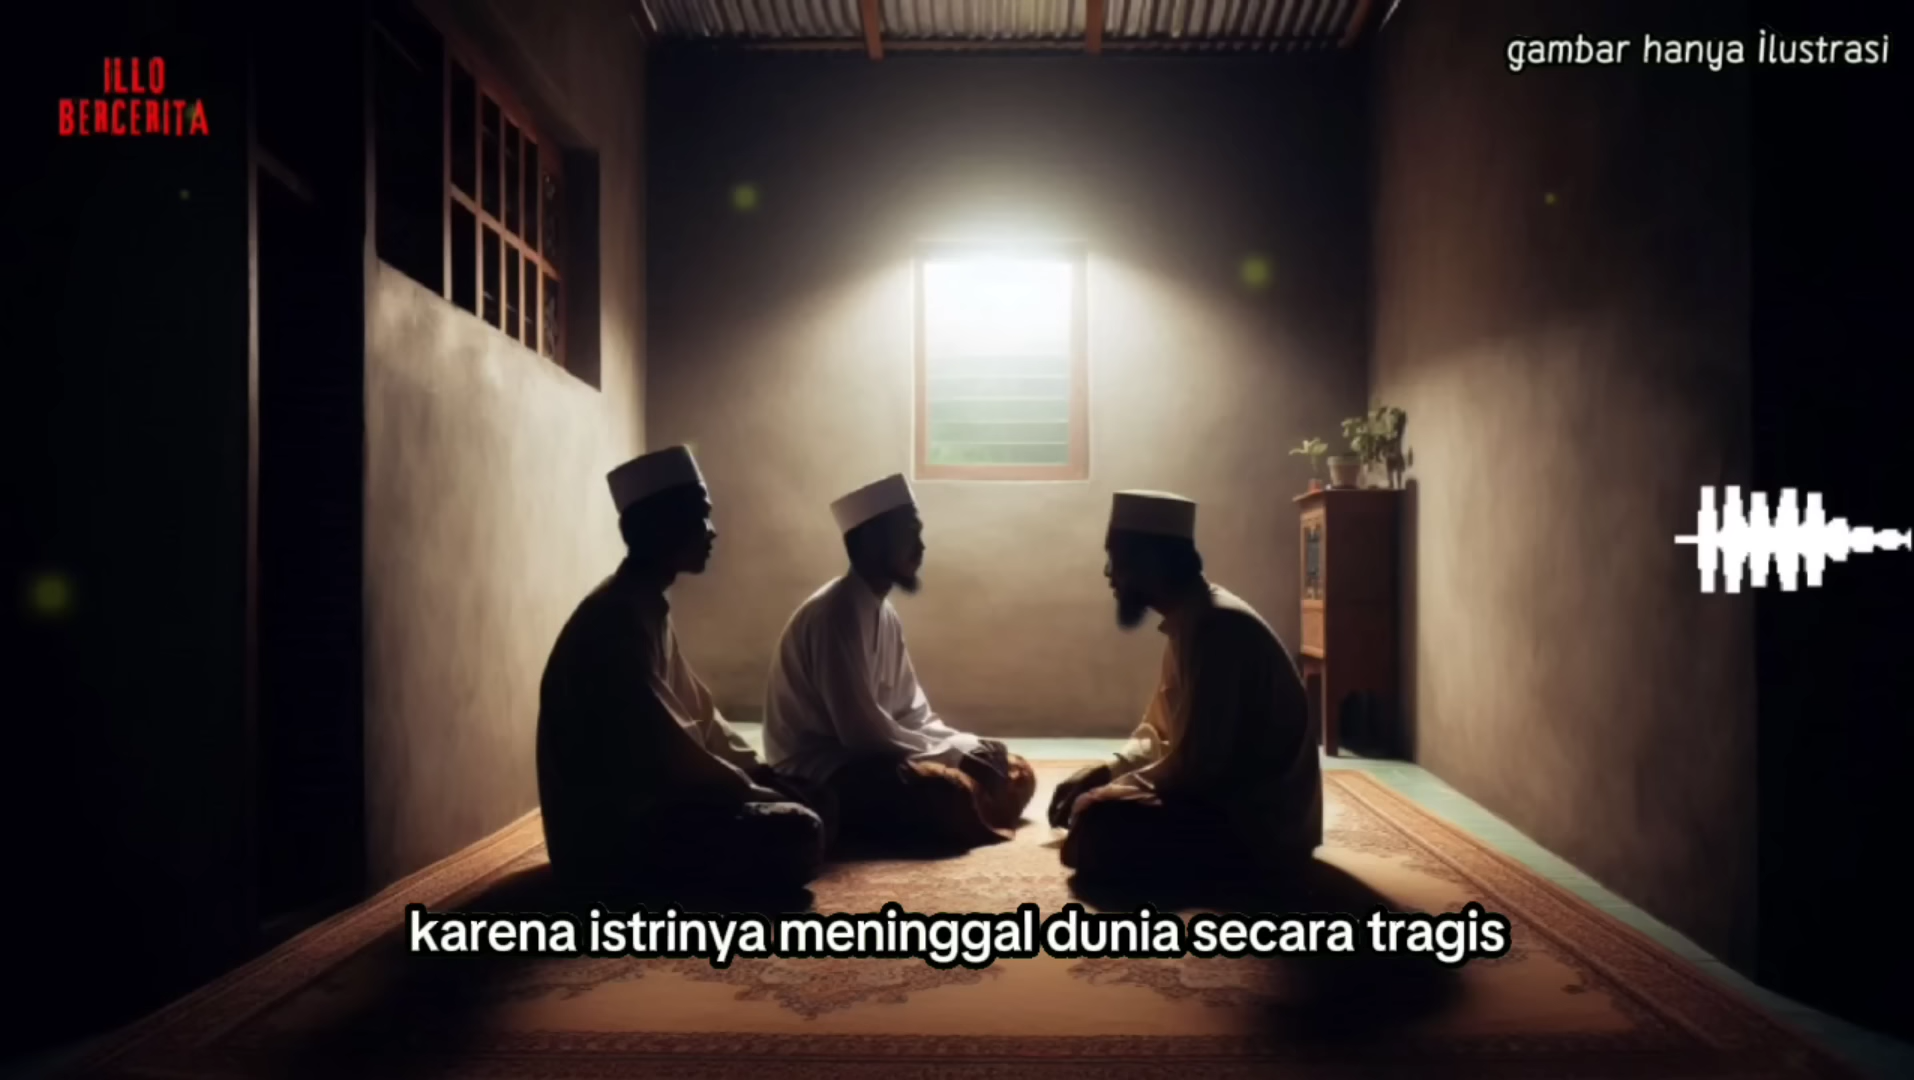 ILLO
BERCERITA
gambar hanya ilustrasi
karena istrinya meninggal dunia secara tragis